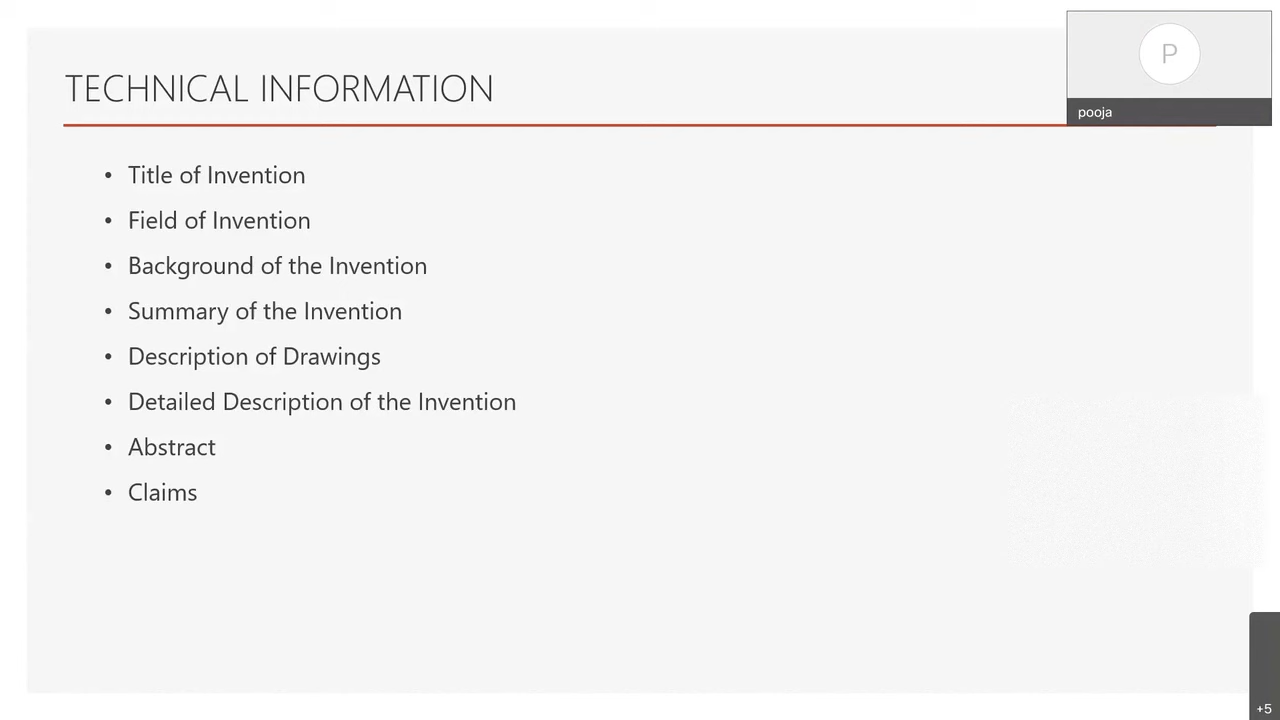 TECHNICAL INFORMATION
P
pooja
• Title of Invention
• Field of Invention
• Background of the Invention
• Summary of the Invention
• Description of Drawings
• Detailed Description of the Invention
• Abstract
• Claims
+5